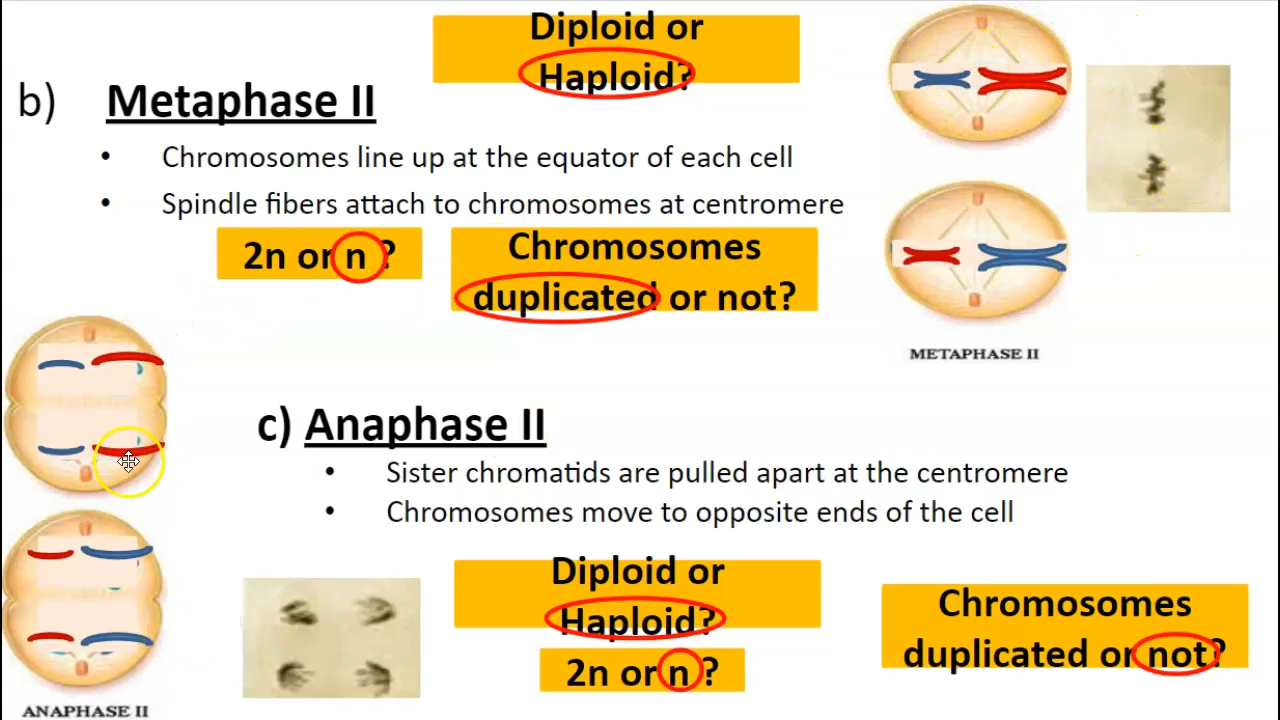 Diploid or
Haploid?
b) Metaphase II
• Chromosomes line up at the equator of each cell
• Spindle fibers attach to chromosomes at centromere
2n or n ?
Chromosomes
duplicated or not?
METAPHASE II
c) Anaphase II
• Sister chromatids are pulled apart at the centromere
• Chromosomes move to opposite ends of the cell
Diploid or
Haploid?
2n or n ?
Chromosomes
duplicated or not?
ANAPHASE II